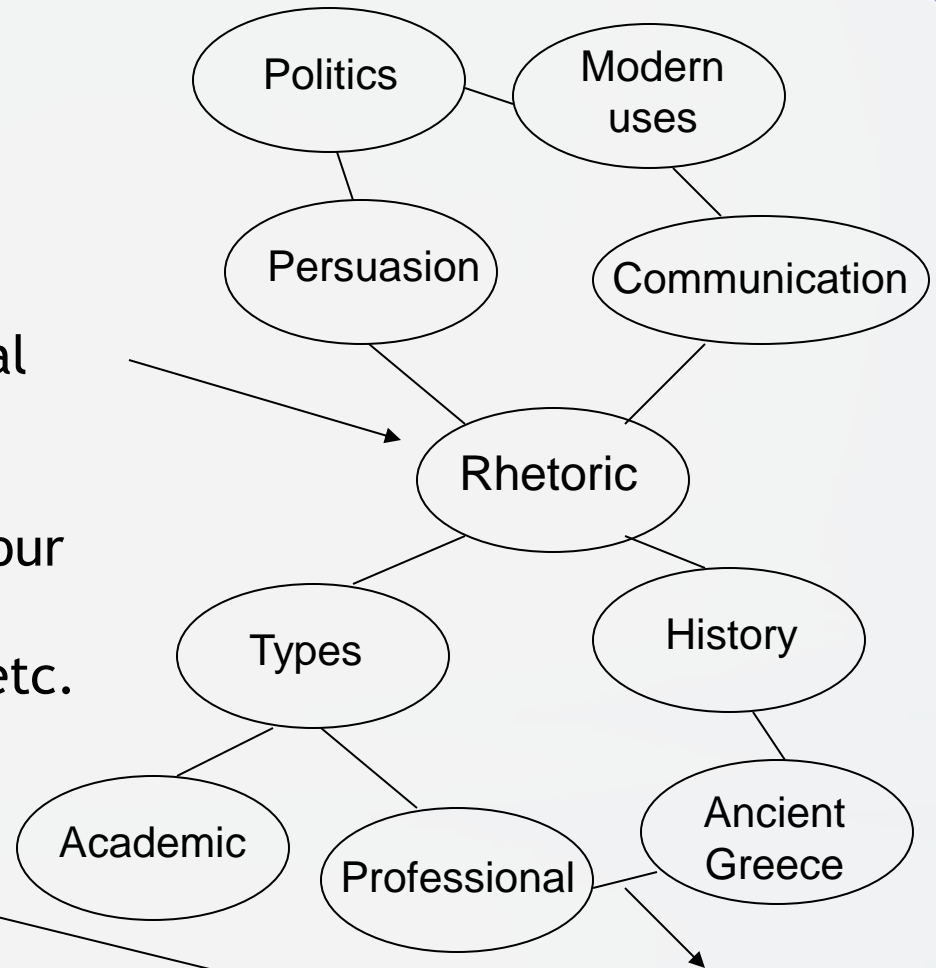 Politics
Modern
uses
Persuasion
Communication
al
Rhetoric
our
Types
History
etc.
Academic
Professional
Ancient
Greece